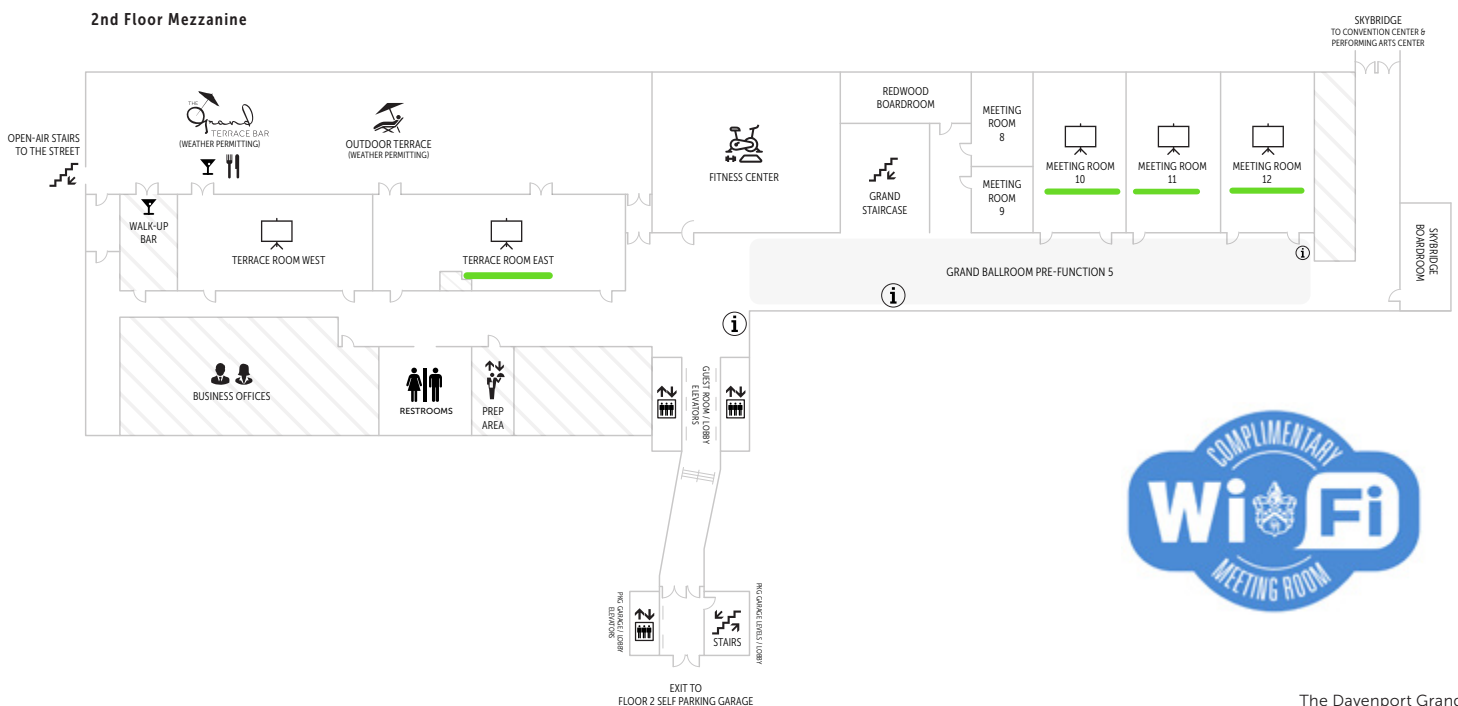 2nd Floor Mezzanine
SKYBRIDGE
TO CONVENTION CENTER &
PERFORMING ARTS CENTER
OPEN-AIR STAIRS
TO THE STREET
THE
Grand
TERRACE BAR
(WEATHER PERMITTING)
OUTDOOR TERRACE
(WEATHER PERMITTING)
FITNESS CENTER
REDWOOD
BOARDROOM
GRAND
STAIRCASE
MEETING
ROOM
8
MEETING
ROOM
9
MEETING ROOM
10
MEETING ROOM
11
MEETING ROOM
12
WALK-UP
BAR
TERRACE ROOM WEST
TERRACE ROOM EAST
GRAND BALLROOM PRE-FUNCTION 5
i
i
i
SKYBRIDGE
BOARDROOM
BUSINESS OFFICES
RESTROOMS
PREP
AREA
GUEST ROOM / LOBBY
ELEVATORS
COMPLIMENTARY
Wi Fi
MEETING ROOM
PKG GARAGE / LOBBY
ELEVATORS
STAIRS
PKG GARAGE LEVELS / LOBBY
EXIT TO
FLOOR 2 SELF PARKING GARAGE
The Davenport Grand